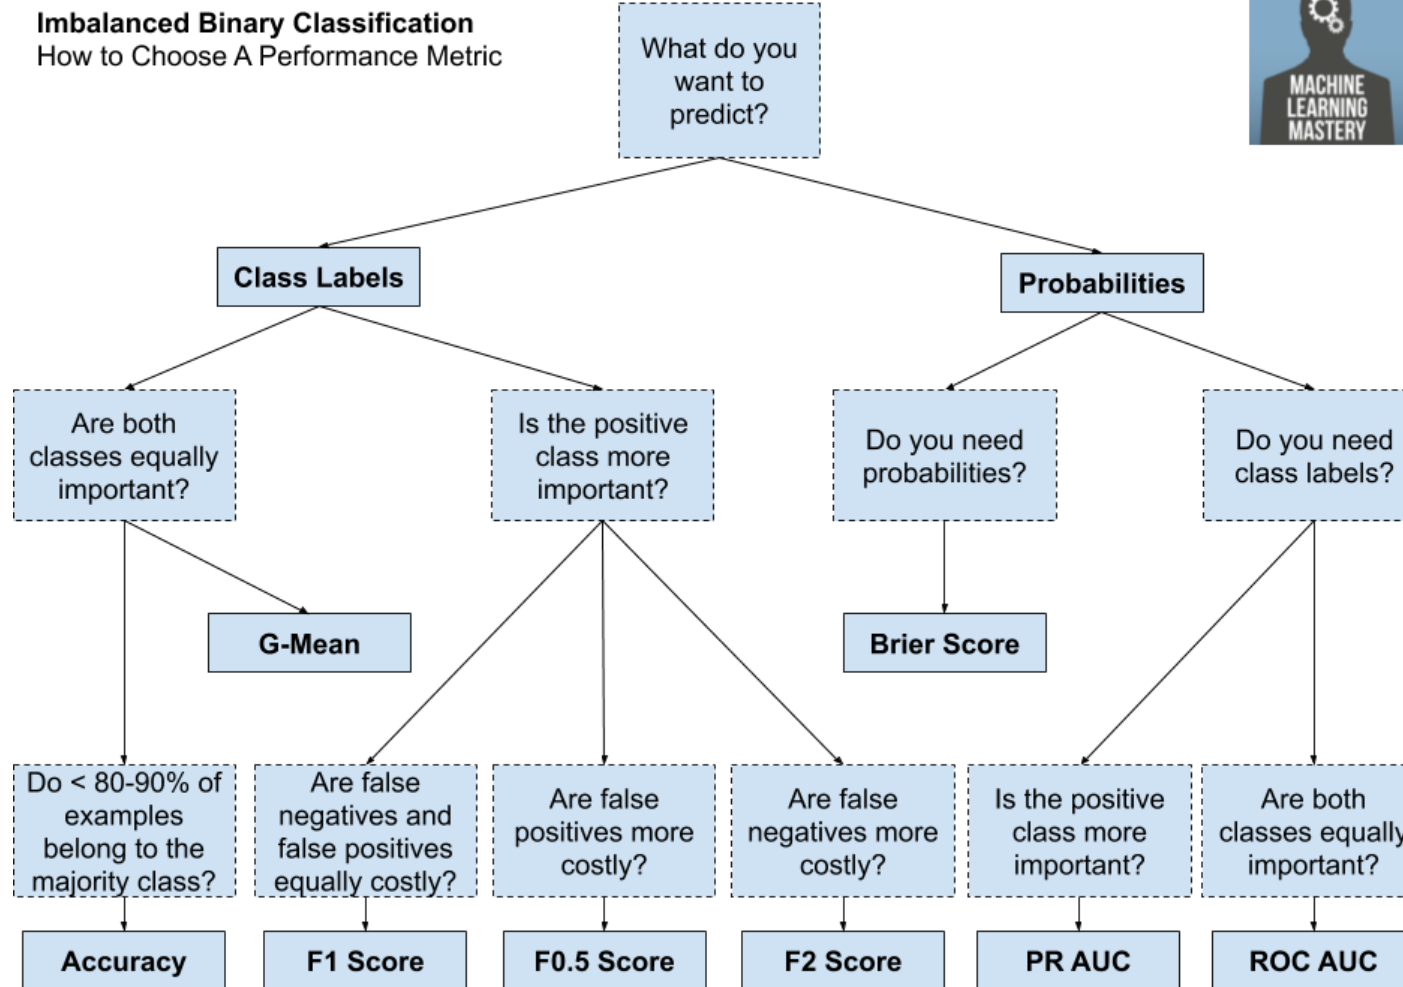 Imbalanced Binary Classification
How to Choose A Performance Metric
What do you
want to
predict?
MACHINE
LEARNING
MASTERY
Class Labels
Probabilities
Are both
classes equally
important?
Is the positive
class more
important?
Do you need
probabilities?
Do you need
class labels?
G-Mean
Brier Score
Do < 80-90% of
examples
belong to the
majority class?
Are false
negatives and
false positives
equally costly?
Are false
positives more
costly?
Are false
negatives more
costly?
Is the positive
class more
important?
Are both
classes equally
important?
Accuracy
F1 Score
F0.5 Score
F2 Score
PR AUC
ROC AUC